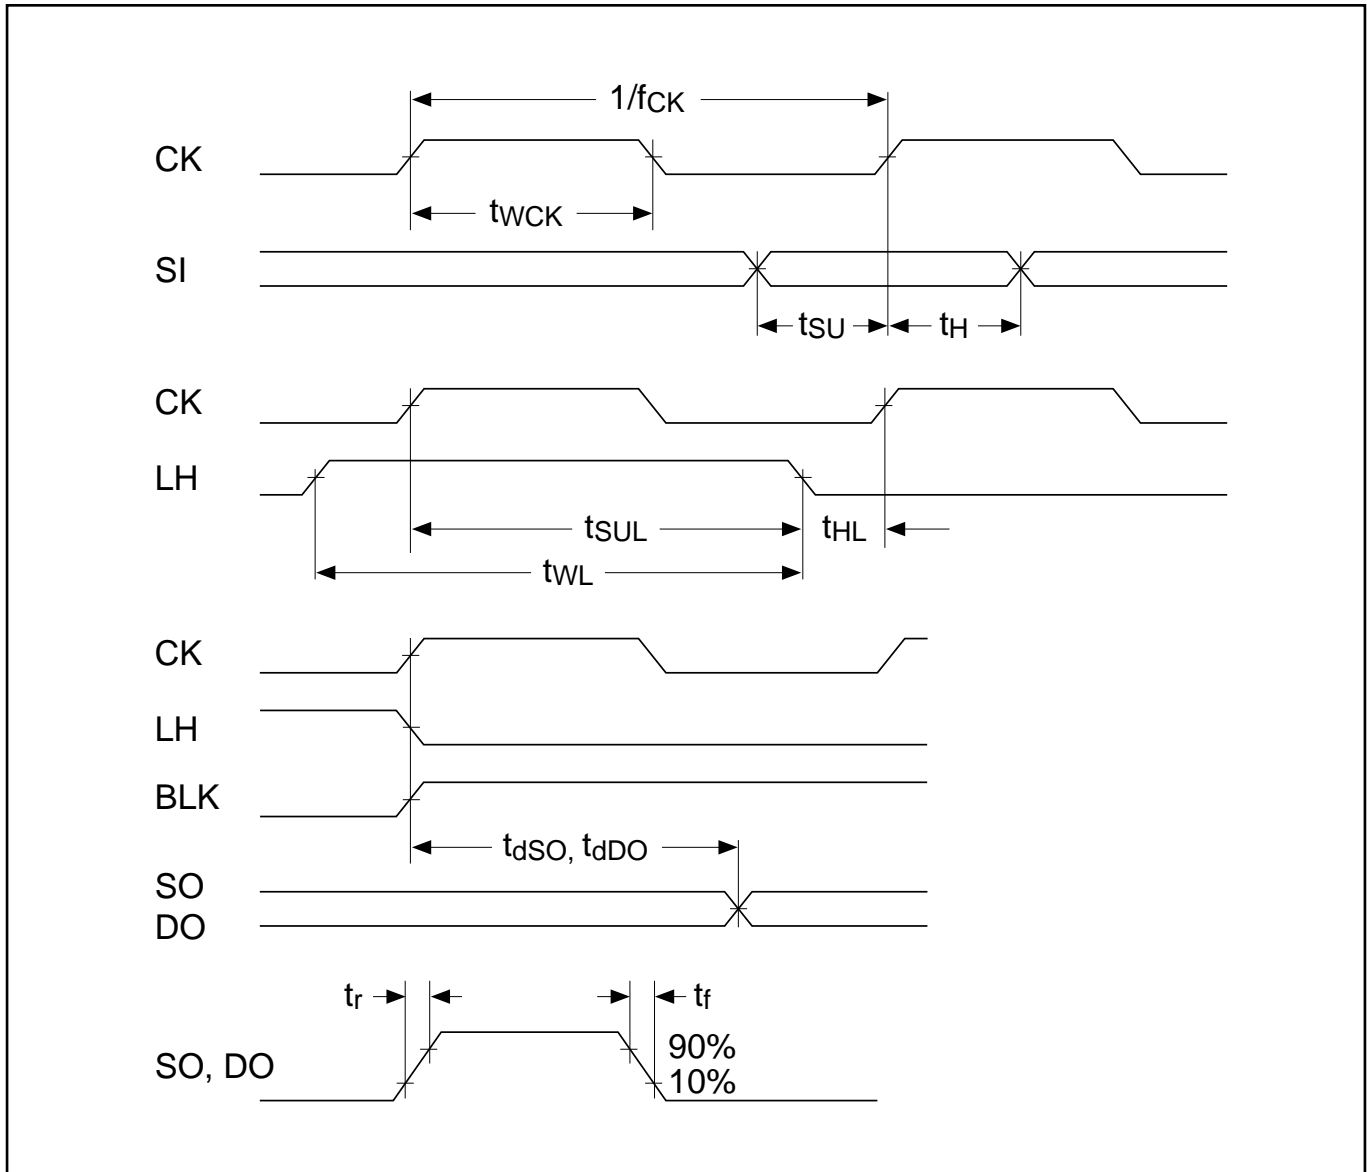 1/fCK
CK
tWCK
SI
tSU
tH
CK
LH
tSUL
tHL
tWL
CK
LH
BLK
tdSO, tdDO
SO
DO
tr
tf
90%
SO, DO
10%